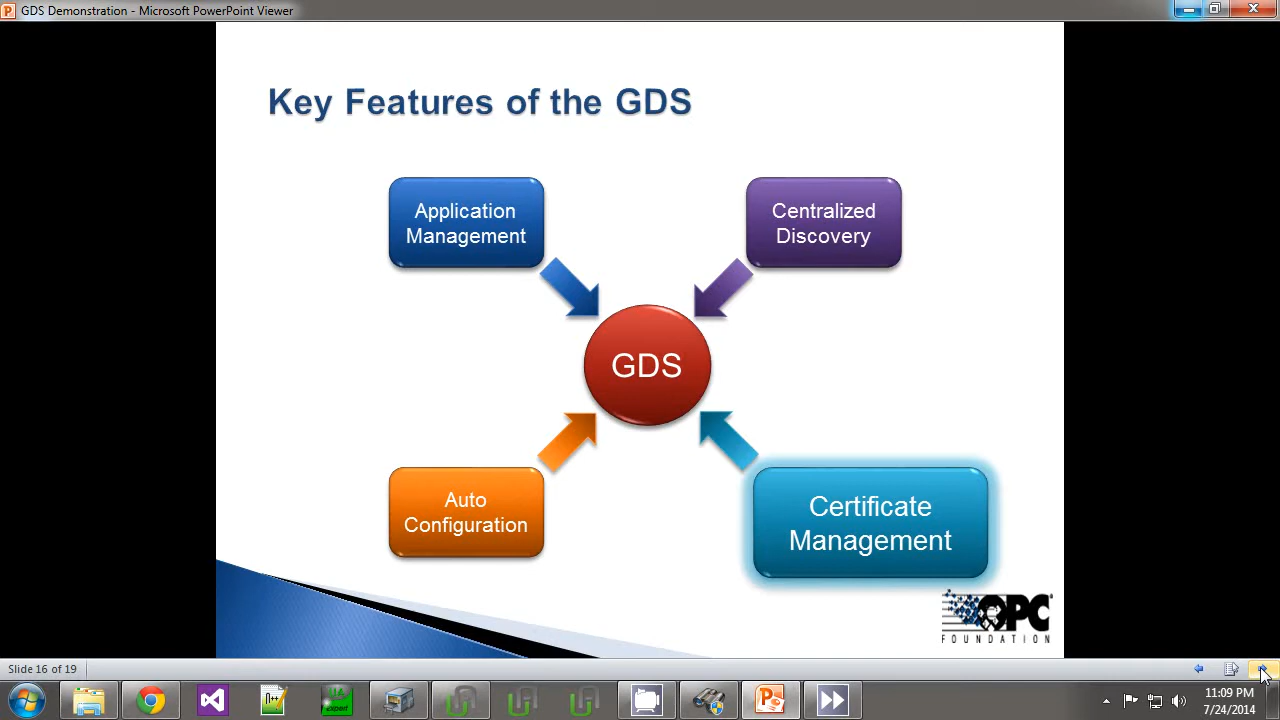 GDS Demonstration - Microsoft PowerPoint Viewer
Key Features of the GDS
Application
Management
Centralized
Discovery
GDS
Auto
Configuration
Certificate
Management
OPC
FOUNDATION
Slide 16 of 19
11:09 PM
7/24/2014